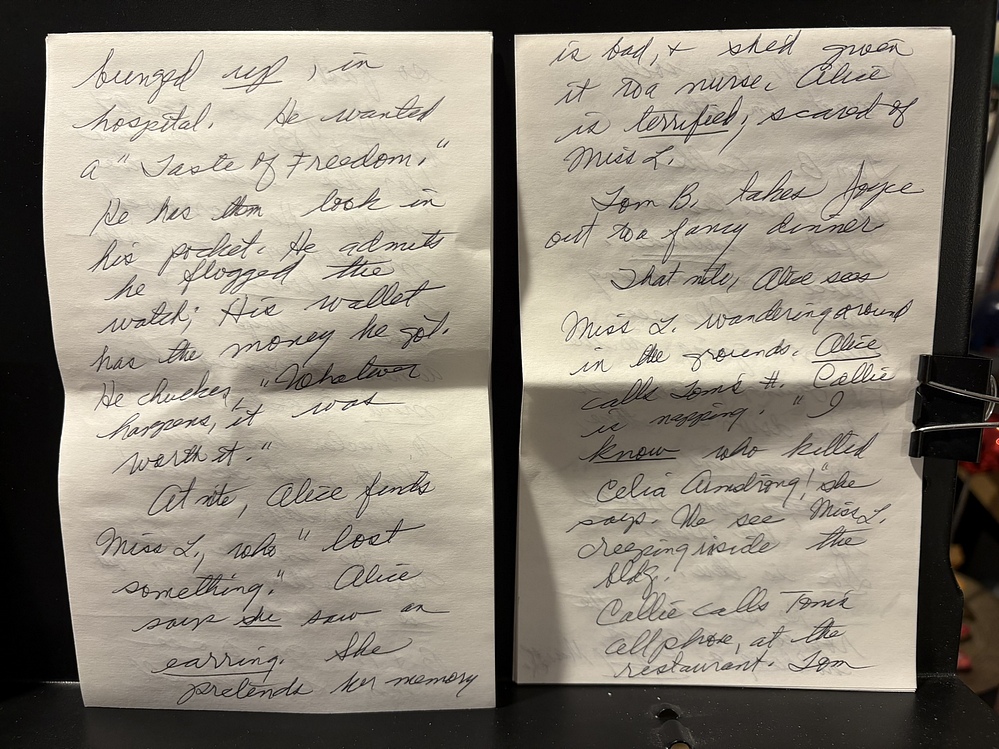 bunged up, in
hospital. He wanted
a "Taste of Freedom."
He has them look in
his pocket. He admits
he flogged the
watch; His wallet
has the money he got.
He chuckes, "Whatever
happens, it was
worth it."
At nite, Alice finds
Miss L, who "lost
something." Alice
says she saw an
earring. She
pretends her memory
is bad, & she'd given
it to a nurse. Alice
is terrified; scared of
Miss L.
Tom B. takes Joyce
out to a fancy dinner.
That nite, Alice sees
Miss L. wandering around
in the grounds. Alice
calls Tom's #. Callie
is napping. "I
know who killed
Celia Armstrong!" she
says. We see Miss L.
creeping inside the
bldg.
Callie calls Tom's
cellphone, at the
restaurant. Tom